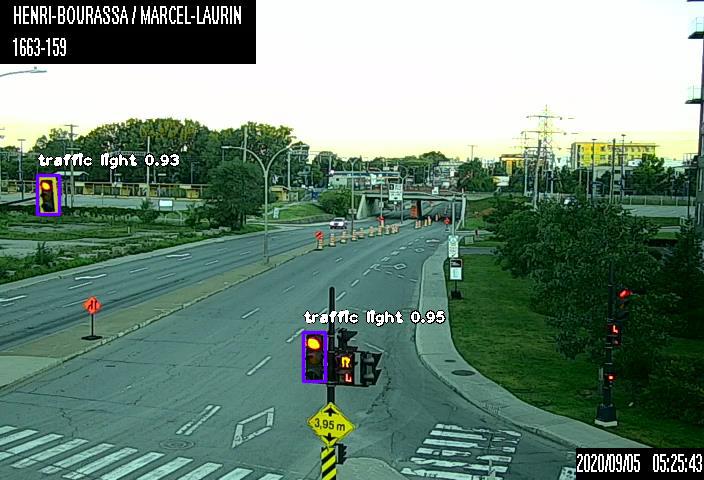 HENRI-BOURASSA / MARCEL-LAURIN
1663-159
traffic light 0.93
traffic light 0.95
3,95 m
2020/09/05 05:25:43